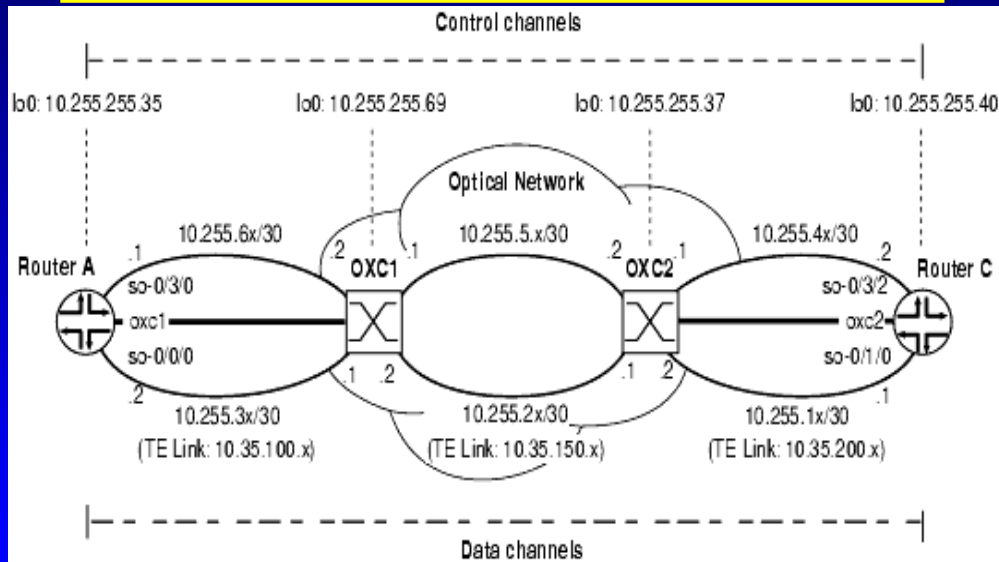 Control channels
lo0: 10.255.255.35
lo0: 10.255.255.69
lo0: 10.255.255.37
lo0: 10.255.255.40
Optical Network
10.255.6x/30
10.255.5.x/30
10.255.4x/30
.1
.2
.1
.2
.1
.2
Router A
OXC1
OXC2
Router C
so-0/3/0
so-0/3/2
oxc1
oxc2
so-0/0/0
so-0/1/0
.2
.1
.2
.1
.2
.1
10.255.3x/30
10.255.2x/30
10.255.1x/30
(TE Link: 10.35.100.x)
(TE Link: 10.35.150.x)
(TE Link: 10.35.200.x)
Data channels